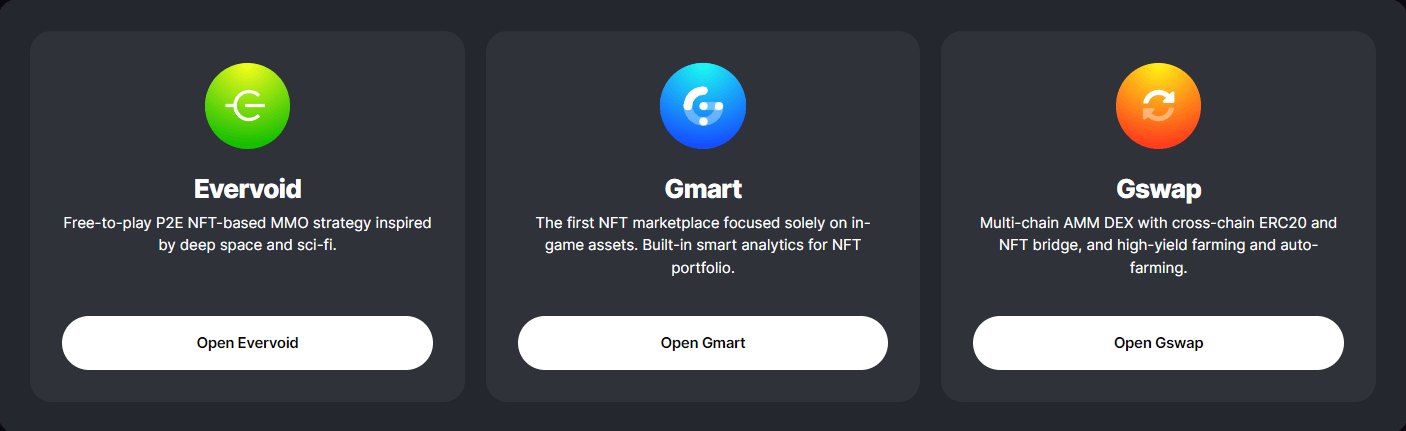 Evervoid
Free-to-play P2E NFT-based MMO strategy inspired
by deep space and sci-fi.
Open Evervoid
Gmart
The first NFT marketplace focused solely on in-
game assets. Built-in smart analytics for NFT
portfolio.
Open Gmart
Gswap
Multi-chain AMM DEX with cross-chain ERC20 and
NFT bridge, and high-yield farming and auto-
farming.
Open Gswap